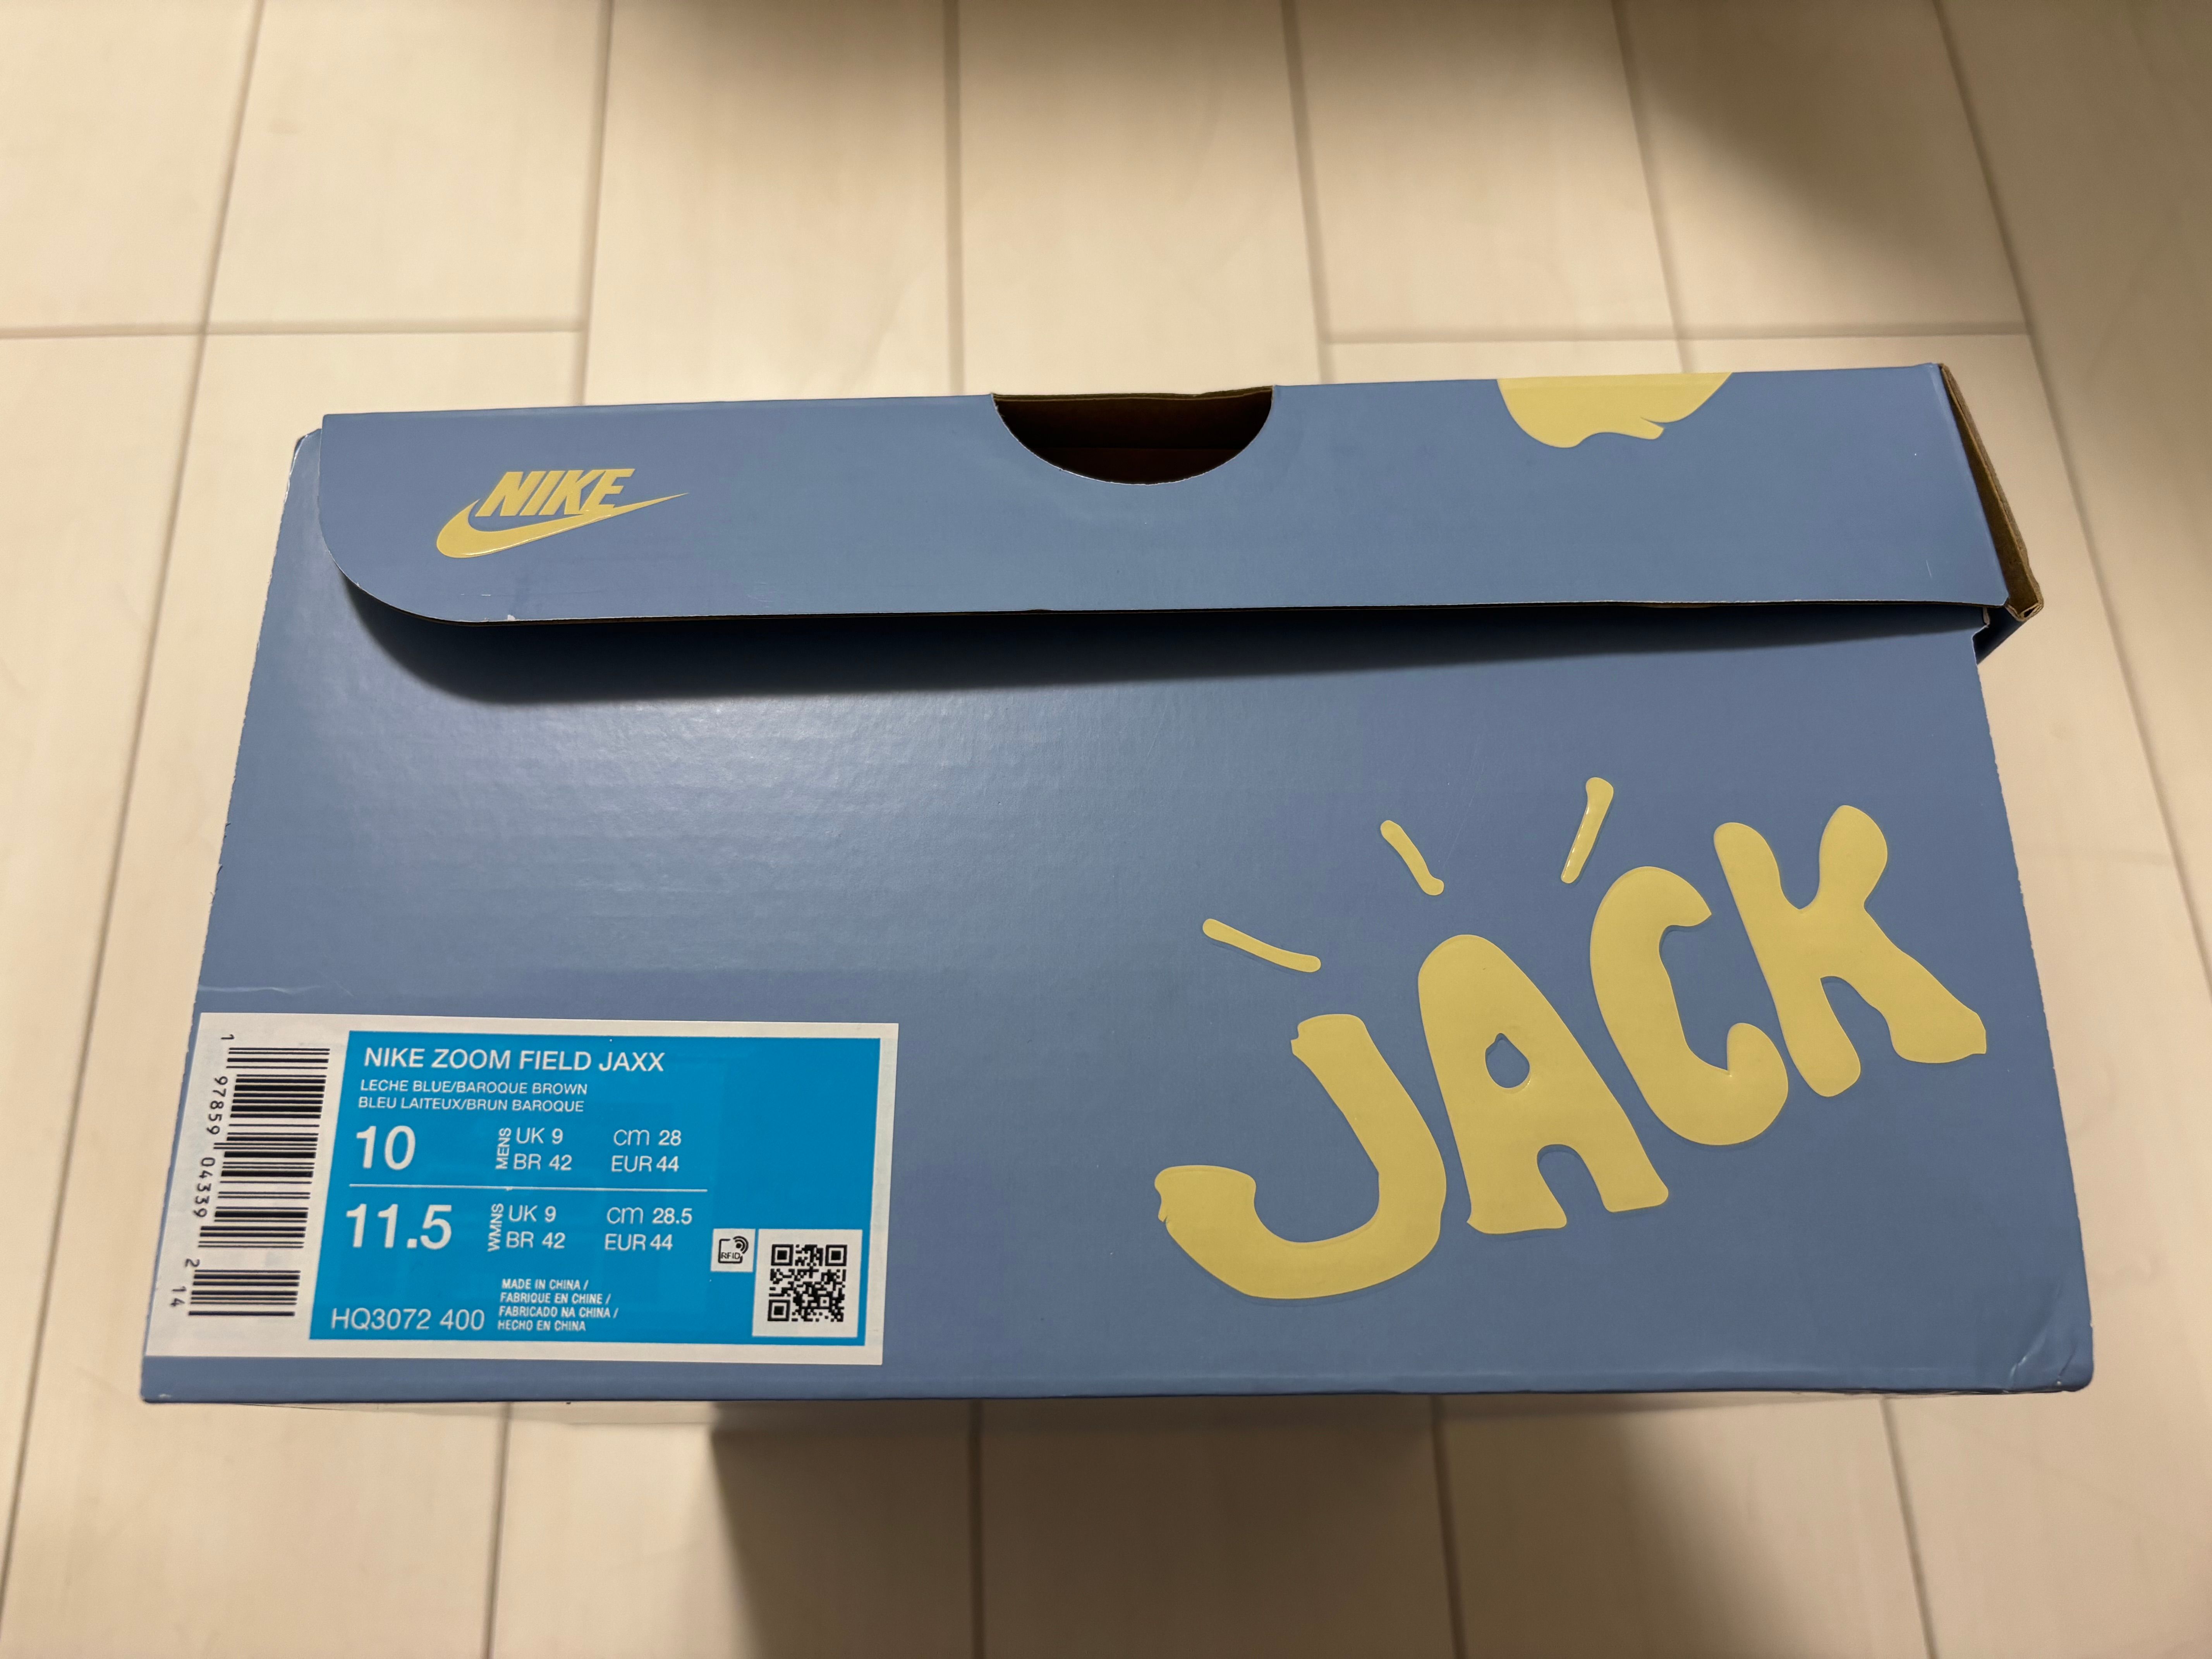 NIKE
JACK
NIKE ZOOM FIELD JAXX
LECHE BLUE/BAROQUE BROWN
BLEU LAITEUX/BRUN BAROQUE
10 MENS UK 9 cm 28
BR 42 EUR 44
11.5 WMNS UK 9 cm 28.5
BR 42 EUR 44
RFID
MADE IN CHINA /
FABRIQUE EN CHINE /
FABRICADO NA CHINA /
HECHO EN CHINA
HQ3072 400
1 97859 04339 2 14